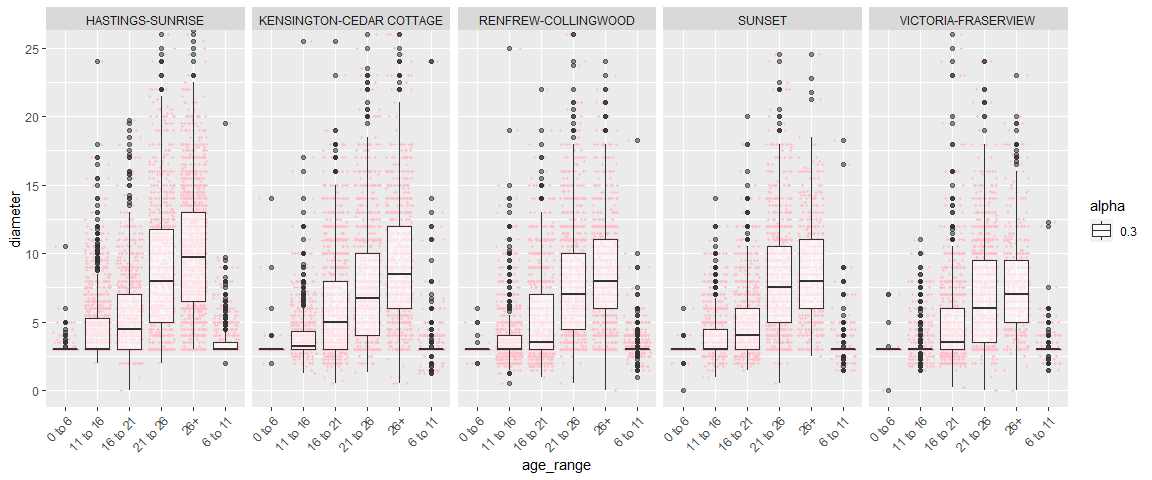 HASTINGS-SUNRISE KENSINGTON-CEDAR COTTAGE RENFREW-COLLINGWOOD SUNSET VICTORIA-FRASERVIEW
25
20
15
10
5
0
diameter
0 to 6 11 to 16 16 to 21 21 to 26 26+ 6 to 11 0 to 6 11 to 16 16 to 21 21 to 26 26+ 6 to 11 0 to 6 11 to 16 16 to 21 21 to 26 26+ 6 to 11 0 to 6 11 to 16 16 to 21 21 to 26 26+ 6 to 11 0 to 6 11 to 16 16 to 21 21 to 26 26+ 6 to 11
age_range
alpha
0.3